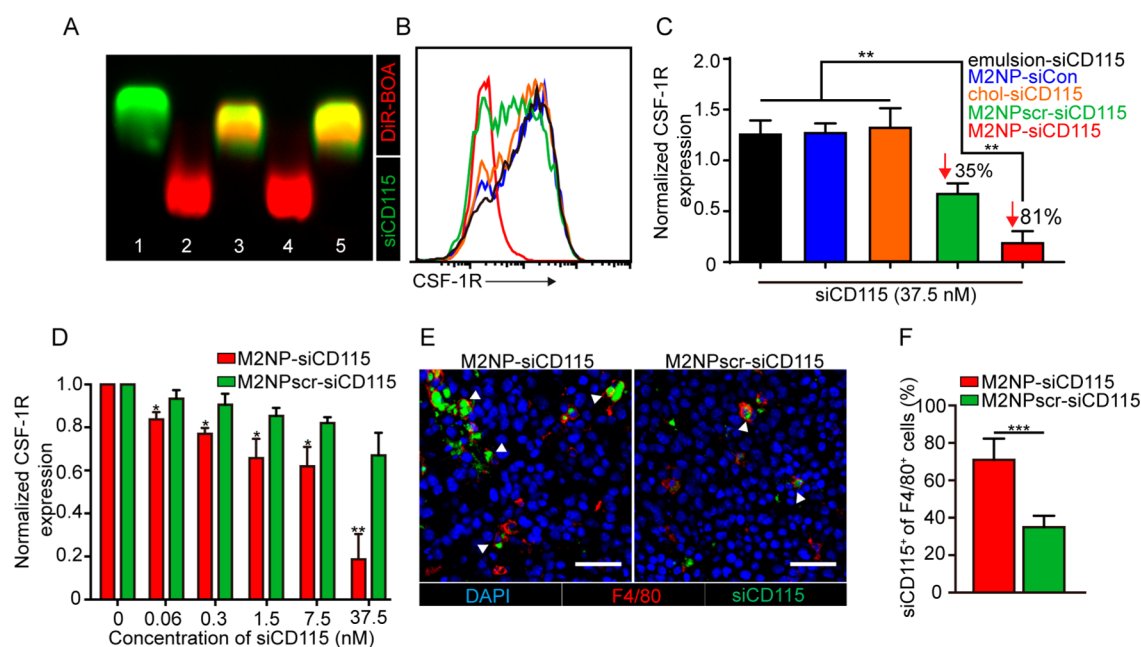 A
1 2 3 4 5
DiR-BOA
siCD115
B
CSF-1R
C
Normalized CSF-1R
expression
2.0
1.5
1.0
0.5
0
**
**
35%
81%
emulsion-siCD115
M2NP-siCon
chol-siCD115
M2NPscr-siCD115
M2NP-siCD115
siCD115 (37.5 nM)
D
M2NP-siCD115
M2NPscr-siCD115
Normalized CSF-1R
expression
1.0
0.8
0.6
0.4
0.2
* * * * **
0 0.06 0.3 1.5 7.5 37.5
Concentration of siCD115 (nM)
E
M2NP-siCD115 M2NPscr-siCD115
DAPI F4/80 siCD115
F
M2NP-siCD115
M2NPscr-siCD115
siCD115⁺ of F4/80⁺ cells (%)
100
80
60
40
20
0
***